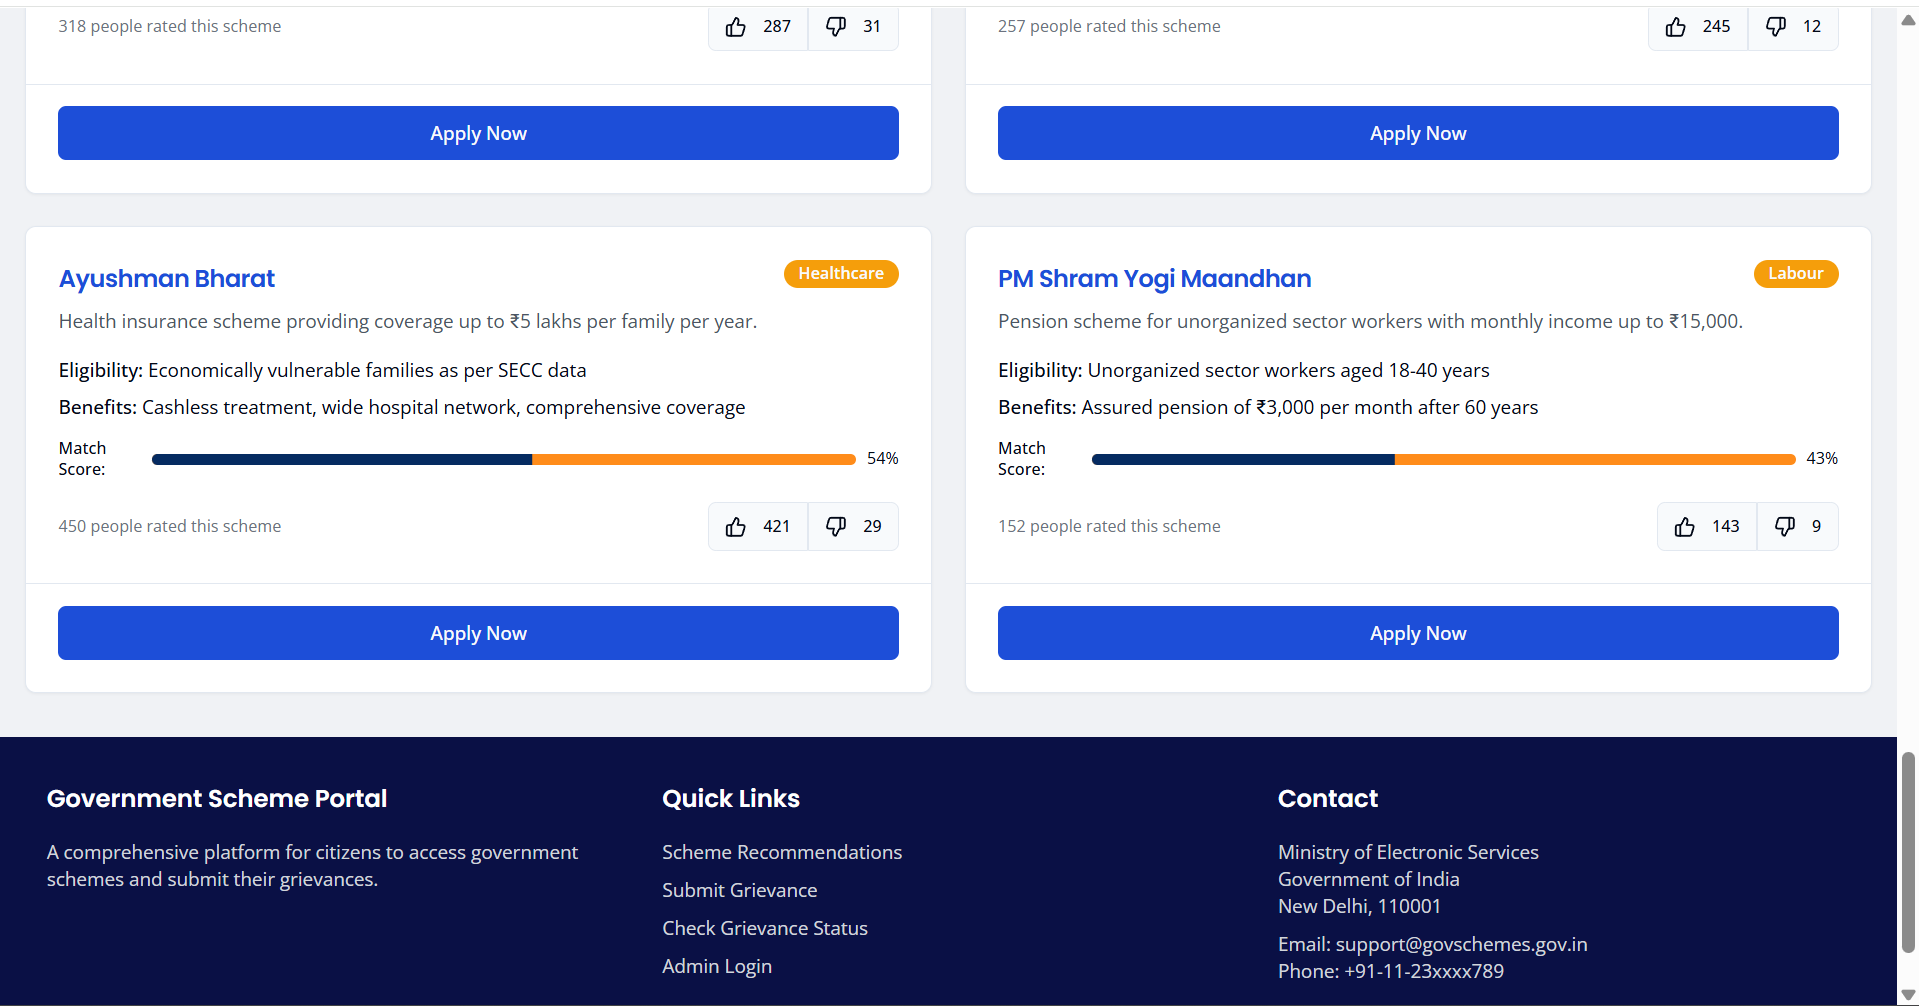 318 people rated this scheme
287
31
257 people rated this scheme
245
12
Apply Now
Apply Now
Ayushman Bharat
Healthcare
Health insurance scheme providing coverage up to ₹5 lakhs per family per year.
Eligibility: Economically vulnerable families as per SECC data
Benefits: Cashless treatment, wide hospital network, comprehensive coverage
Match
Score:
54%
450 people rated this scheme
421
29
Apply Now
PM Shram Yogi Maandhan
Labour
Pension scheme for unorganized sector workers with monthly income up to ₹15,000.
Eligibility: Unorganized sector workers aged 18-40 years
Benefits: Assured pension of ₹3,000 per month after 60 years
Match
Score:
43%
152 people rated this scheme
143
9
Apply Now
Government Scheme Portal
A comprehensive platform for citizens to access government
schemes and submit their grievances.
Quick Links
Scheme Recommendations
Submit Grievance
Check Grievance Status
Admin Login
Contact
Ministry of Electronic Services
Government of India
New Delhi, 110001
Email: support@govschemes.gov.in
Phone: +91-11-23xxxx789